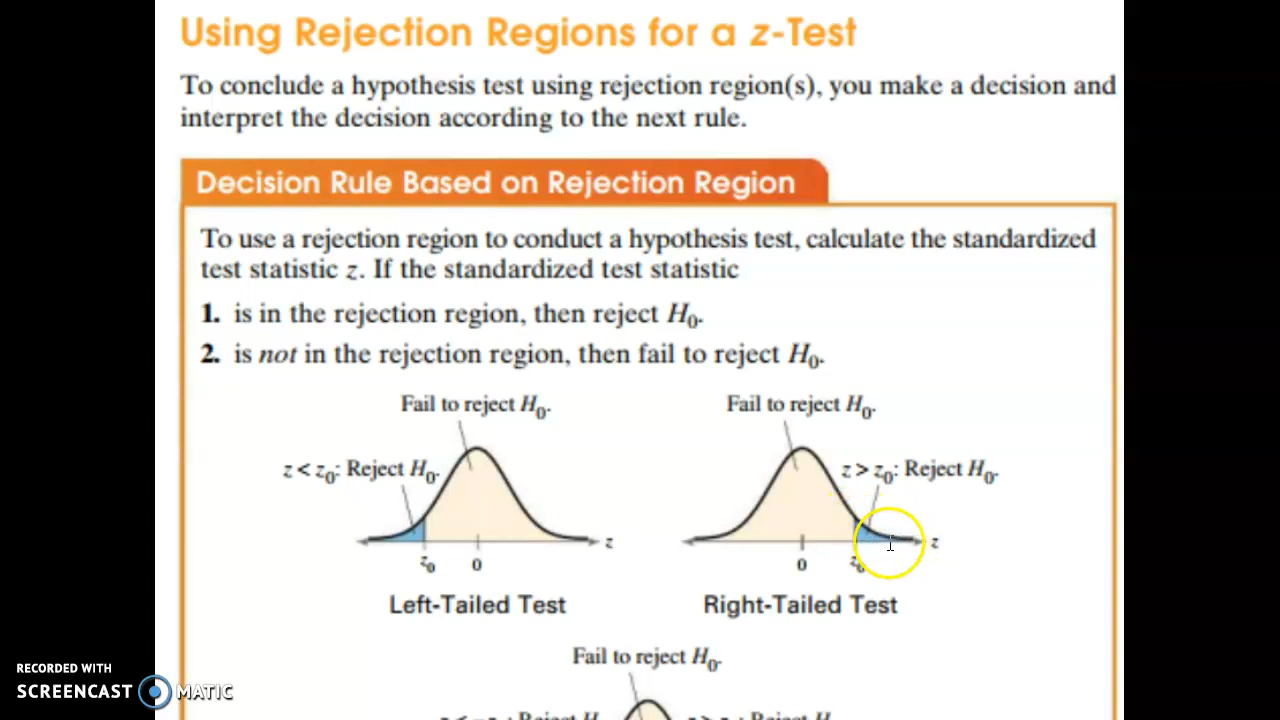 Using Rejection Regions for a z-Test
To conclude a hypothesis test using rejection region(s), you make a decision and
interpret the decision according to the next rule.
Decision Rule Based on Rejection Region
To use a rejection region to conduct a hypothesis test, calculate the standardized
test statistic z. If the standardized test statistic
1. is in the rejection region, then reject H₀.
2. is not in the rejection region, then fail to reject H₀.
Fail to reject H₀.
z < z₀: Reject H₀.
z
z₀ 0
Left-Tailed Test
Fail to reject H₀.
z > z₀: Reject H₀.
z
0 z₀
Right-Tailed Test
Fail to reject H₀.
RECORDED WITH
SCREENCAST MATIC